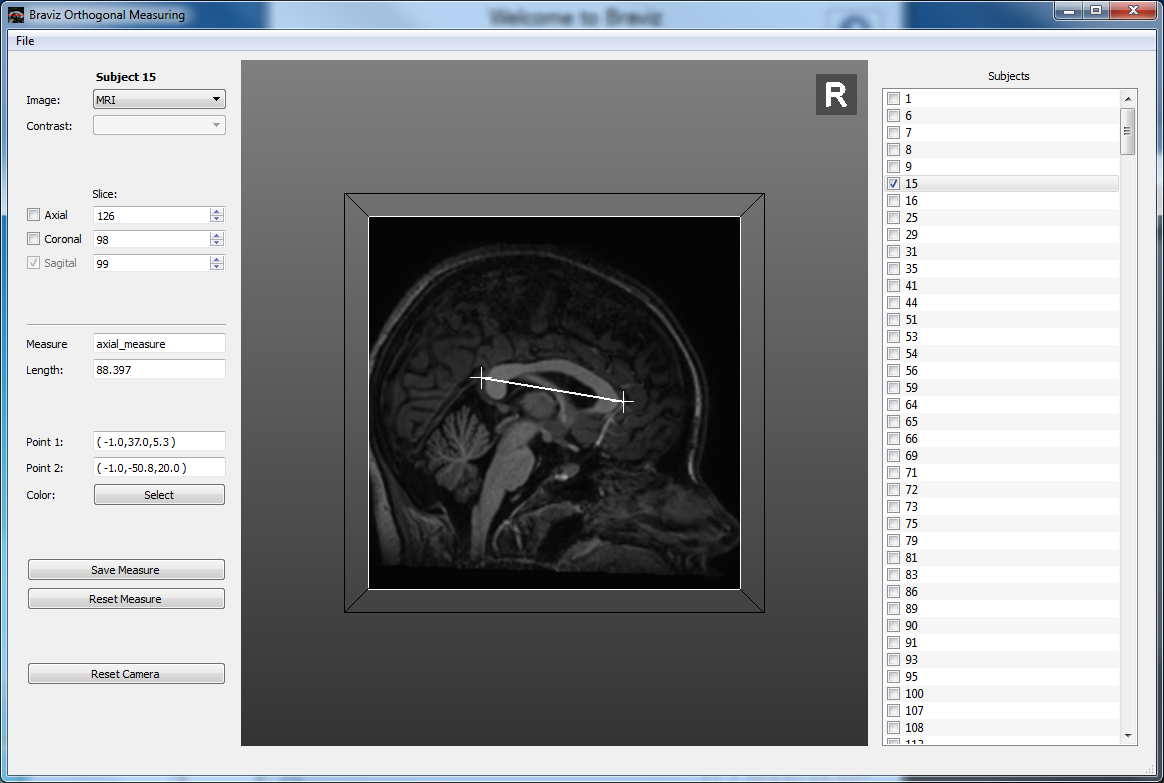 Braviz Orthogonal Measuring
Welcome to Braviz
File
Subject 15
Image: MRI
Contrast:
Slice:
Axial 126
Coronal 98
Sagital 99
Measure axial_measure
Length: 88.397
Point 1: ( -1.0,37.0,5.3 )
Point 2: ( -1.0,-50.8,20.0 )
Color: Select
Save Measure
Reset Measure
Reset Camera
R
Subjects
1
6
7
8
9
15
16
25
29
31
35
41
44
51
53
54
56
59
64
65
66
69
71
72
73
75
79
81
83
86
89
90
91
93
95
100
107
108